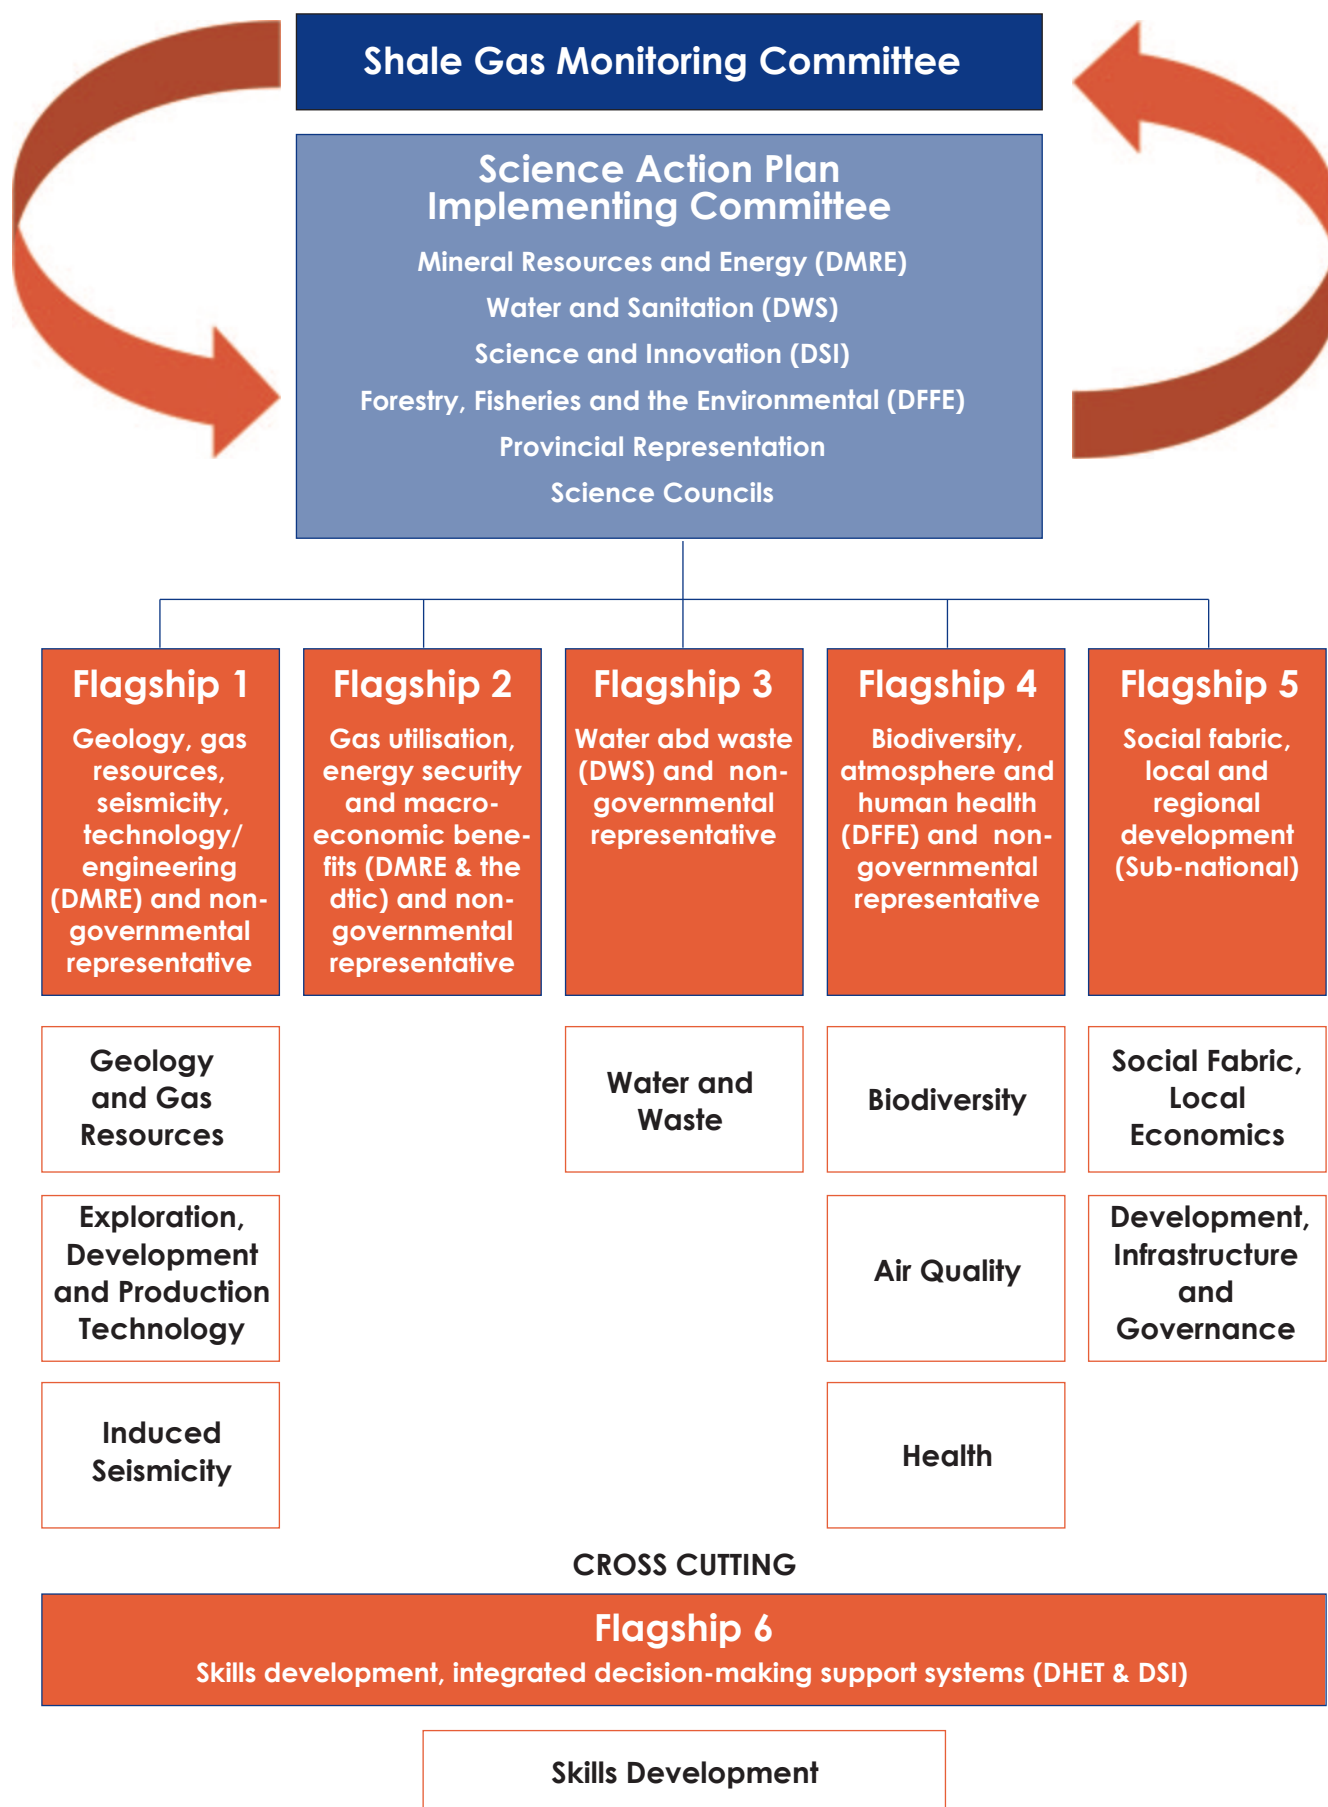 Shale Gas Monitoring Committee
Science Action Plan
Implementing Committee
Mineral Resources and Energy (DMRE)
Water and Sanitation (DWS)
Science and Innovation (DSI)
Forestry, Fisheries and the Environmental (DFFE)
Provincial Representation
Science Councils
Flagship 1
Geology, gas
resources,
seismicity,
technology/
engineering
(DMRE) and non-
governmental
representative
Flagship 2
Gas utilisation,
energy security
and macro-
economic bene-
fits (DMRE & the
dtic) and non-
governmental
representative
Flagship 3
Water abd waste
(DWS) and non-
governmental
representative
Flagship 4
Biodiversity,
atmosphere and
human health
(DFFE) and non-
governmental
representative
Flagship 5
Social fabric,
local and
regional
development
(Sub-national)
Geology
and Gas
Resources
Water and
Waste
Biodiversity
Social Fabric,
Local
Economics
Exploration,
Development
and Production
Technology
Air Quality
Development,
Infrastructure
and
Governance
Induced
Seismicity
Health
CROSS CUTTING
Flagship 6
Skills development, integrated decision-making support systems (DHET & DSI)
Skills Development